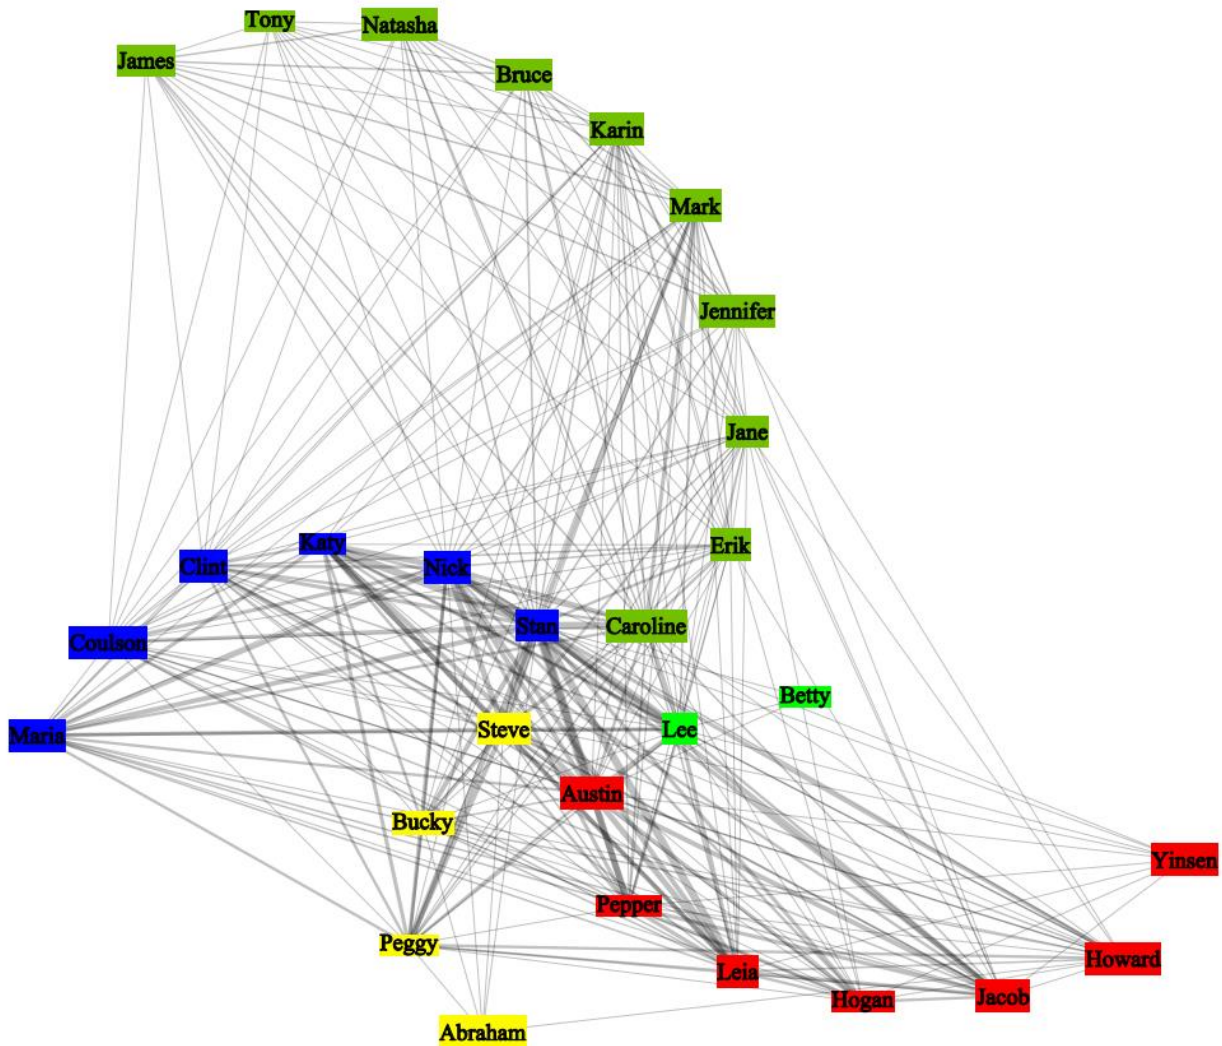 Tony
Natasha
James
Bruce
Karin
Mark
Jennifer
Jane
Katy
Erik
Clint
Nick
Stan
Caroline
Coulson
Betty
Maria
Steve
Lee
Austin
Bucky
Yinsen
Pepper
Peggy
Howard
Leia
Jacob
Hogan
Abraham